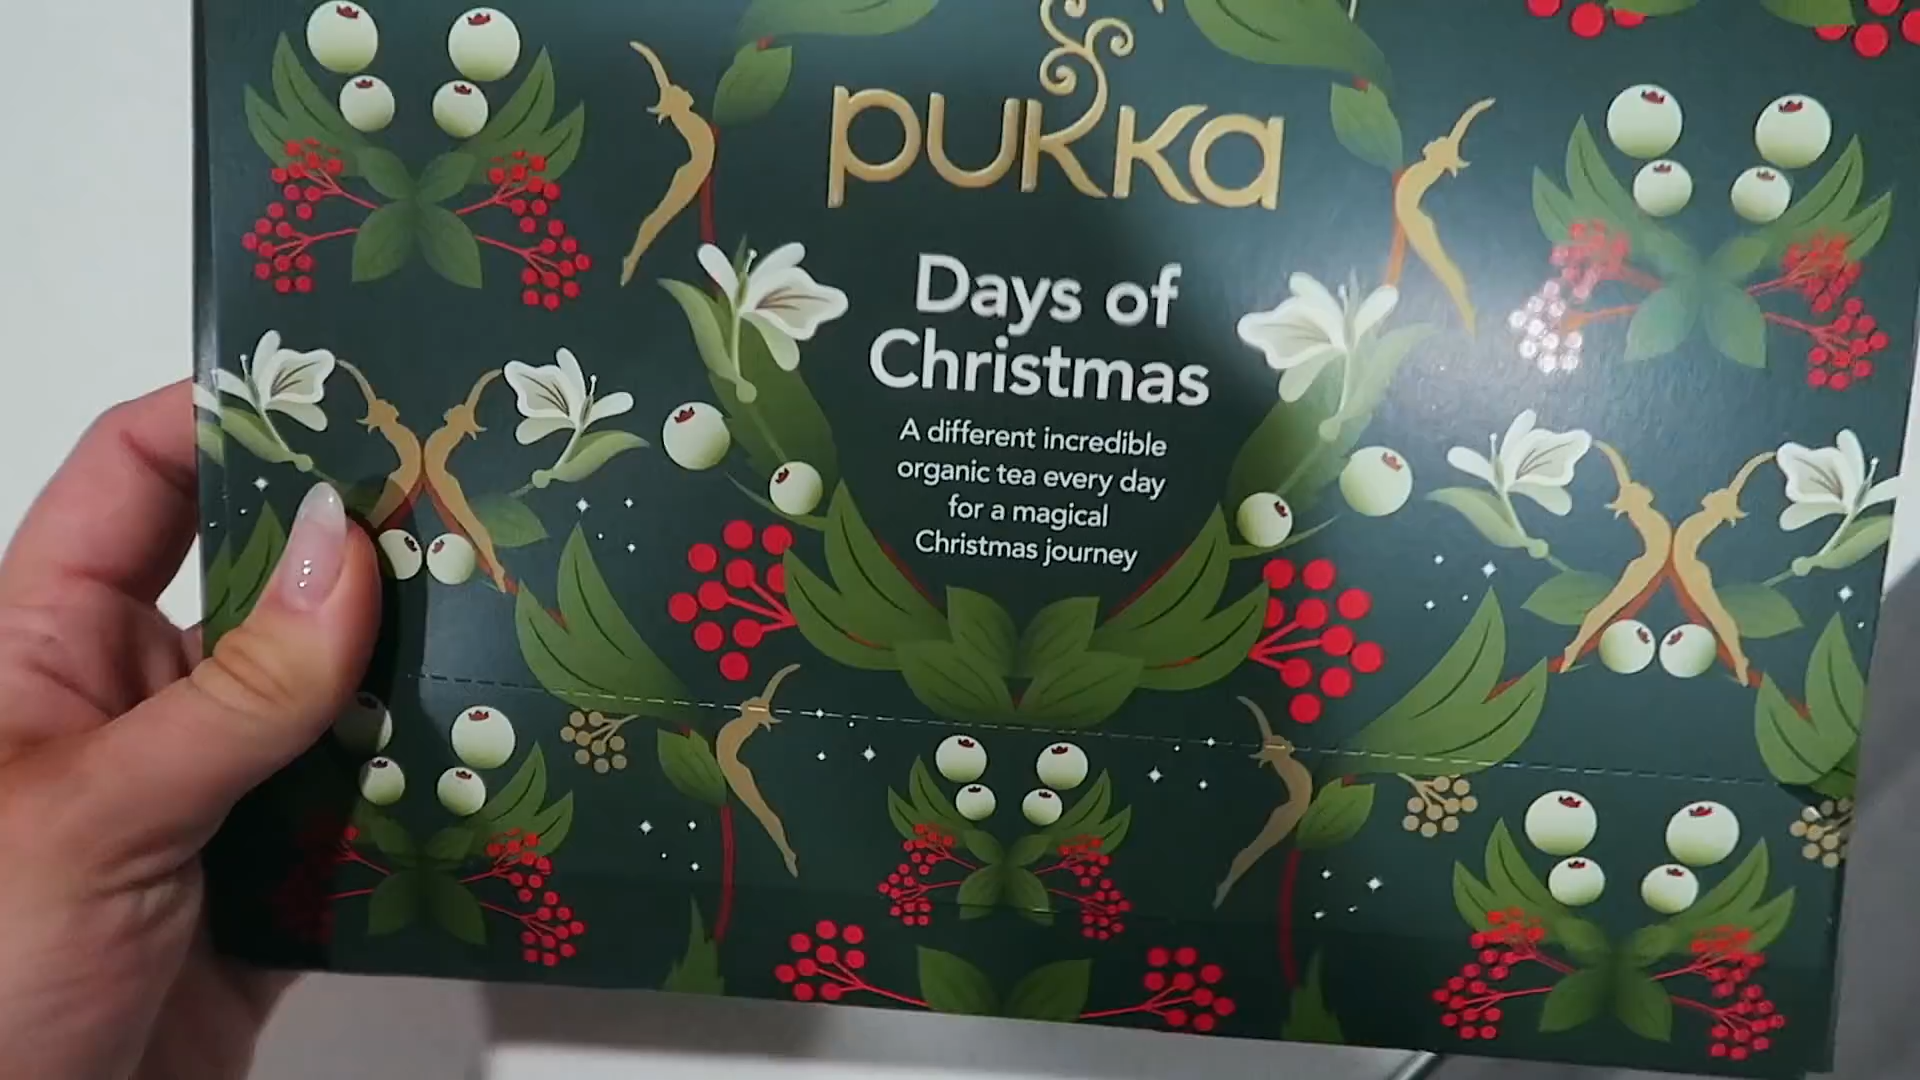 pukka
Days of
Christmas
A different incredible
organic tea every day
for a magical
Christmas journey